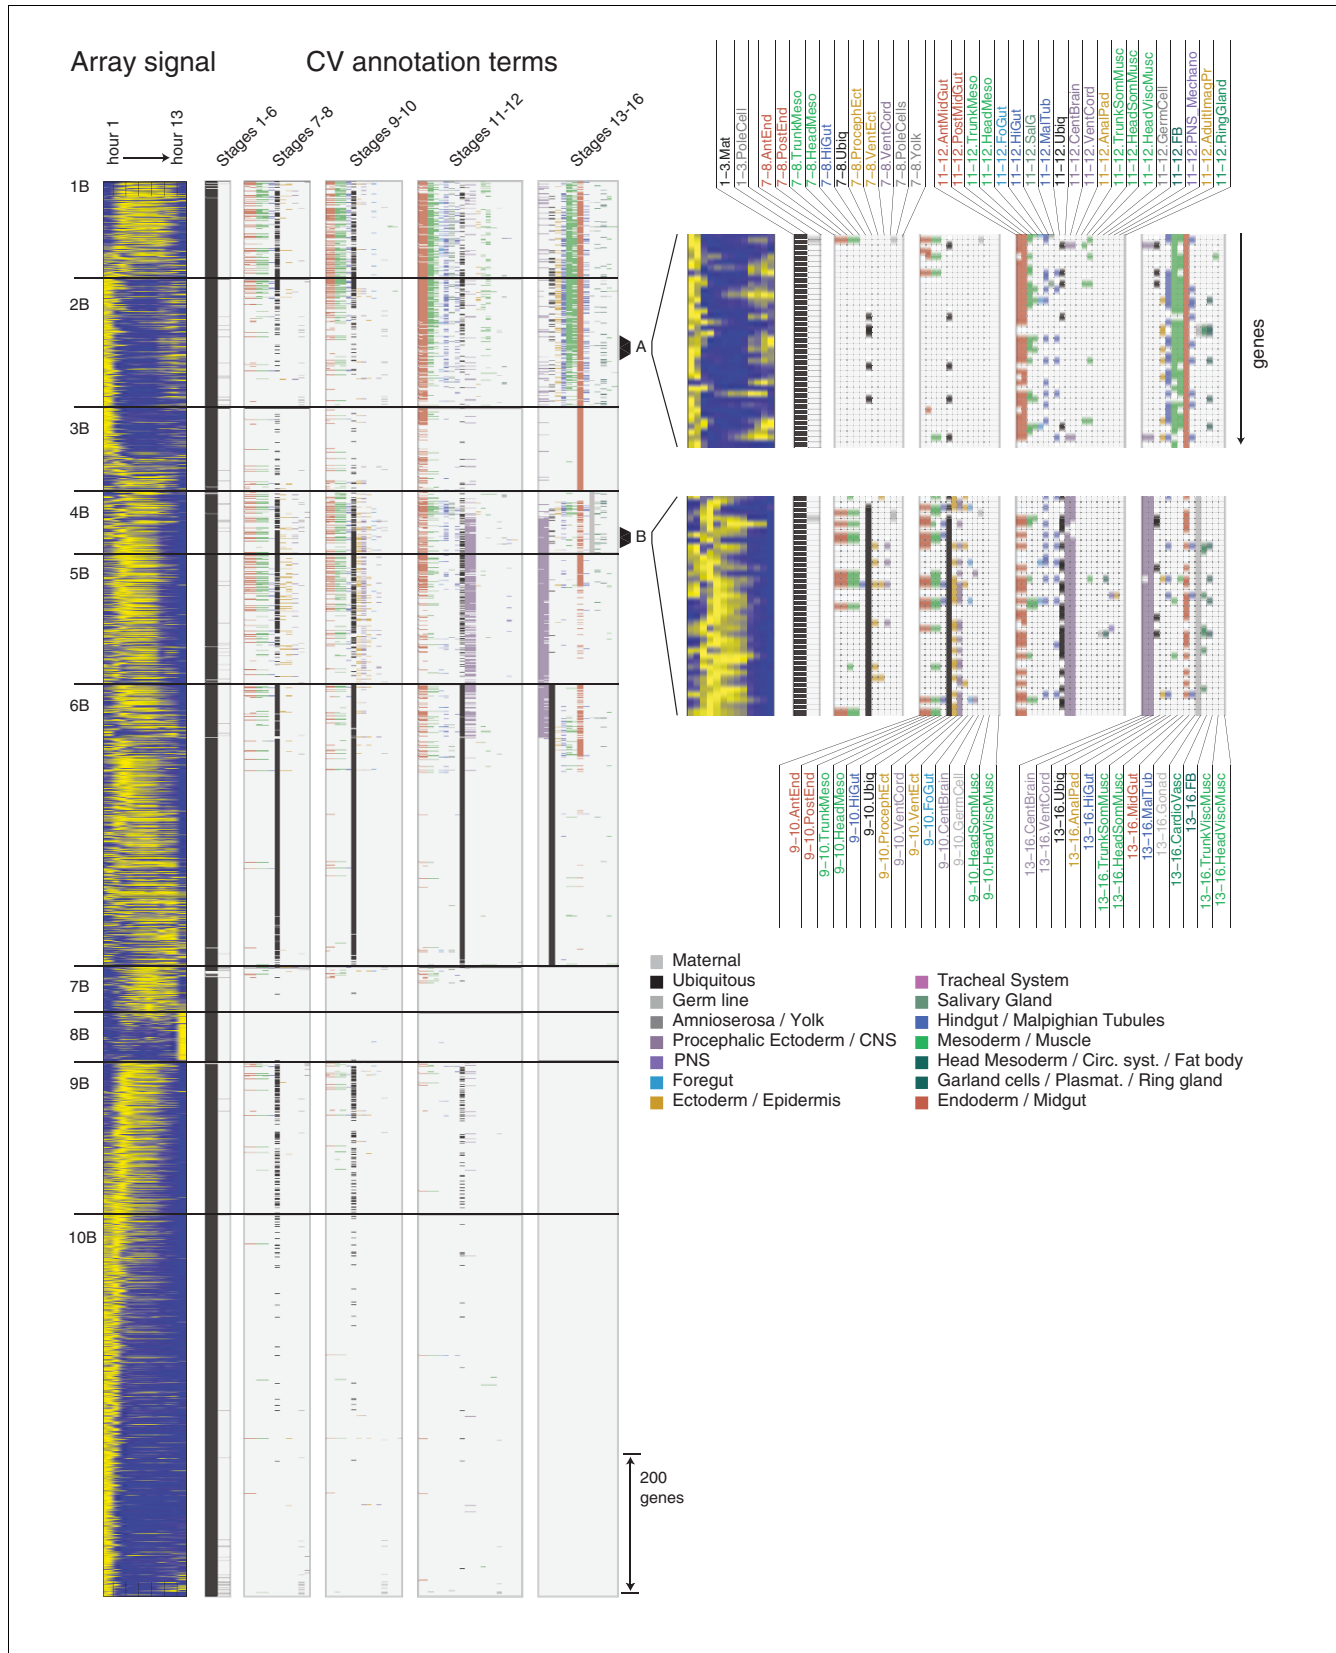 Array signal
CV annotation terms
hour 1
hour 13
Stages 1-6
Stages 7-8
Stages 9-10
Stages 11-12
Stages 13-16
1B
2B
3B
4B
5B
6B
7B
8B
9B
10B
A
B
1–3.Mat
1–3.PoleCell
7–8.AntEnd
7–8.PostEnd
7–8.TrunkMeso
7–8.HeadMeso
7–8.HiGut
7–8.Ubiq
7–8.ProcephEct
7–8.VentEct
7–8.VentCord
7–8.PoleCells
7–8.Yolk
11–12.AntMidGut
11–12.PostMidGut
11–12.TrunkMeso
11–12.HeadMeso
11–12.FoGut
11–12.HiGut
11–12.SalG
11–12.MalTub
11–12.Ubiq
11–12.CentBrain
11–12.VentCord
11–12.AnalPad
11–12.TrunkSomMusc
11–12.HeadSomMusc
11–12.HeadViscMusc
11–12.GermCell
11–12.FB
11–12.PNS_Mechano
11–12.AdultImagPr
11–12.RingGland
genes
9–10.AntEnd
9–10.PostEnd
9–10.TrunkMeso
9–10.HeadMeso
9–10.HiGut
9–10.Ubiq
9–10.ProcephEct
9–10.VentCord
9–10.VentEct
9–10.FoGut
9–10.CentBrain
9–10.GermCell
9–10.HeadSomMusc
9–10.HeadViscMusc
13–16.CentBrain
13–16.VentCord
13–16.Ubiq
13–16.AnalPad
13–16.HiGut
13–16.TrunkSomMusc
13–16.HeadSomMusc
13–16.MidGut
13–16.MalTub
13–16.Gonad
13–16.CardioVasc
13–16.FB
13–16.TrunkViscMusc
13–16.HeadViscMusc
Maternal
Ubiquitous
Germ line
Amnioserosa / Yolk
Procephalic Ectoderm / CNS
PNS
Foregut
Ectoderm / Epidermis
Tracheal System
Salivary Gland
Hindgut / Malpighian Tubules
Mesoderm / Muscle
Head Mesoderm / Circ. syst. / Fat body
Garland cells / Plasmat. / Ring gland
Endoderm / Midgut
200
genes